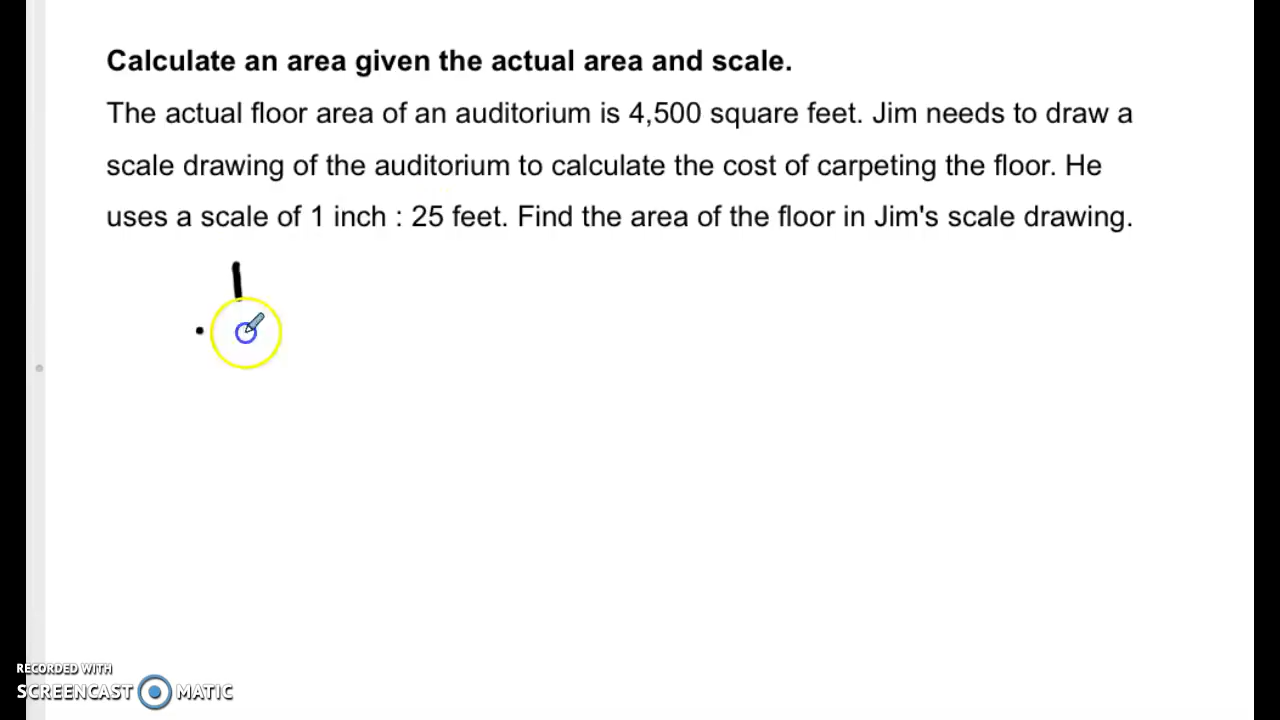 Calculate an area given the actual area and scale.
The actual floor area of an auditorium is 4,500 square feet. Jim needs to draw a
scale drawing of the auditorium to calculate the cost of carpeting the floor. He
uses a scale of 1 inch : 25 feet. Find the area of the floor in Jim's scale drawing.
RECORDED WITH
SCREENCAST MATIC